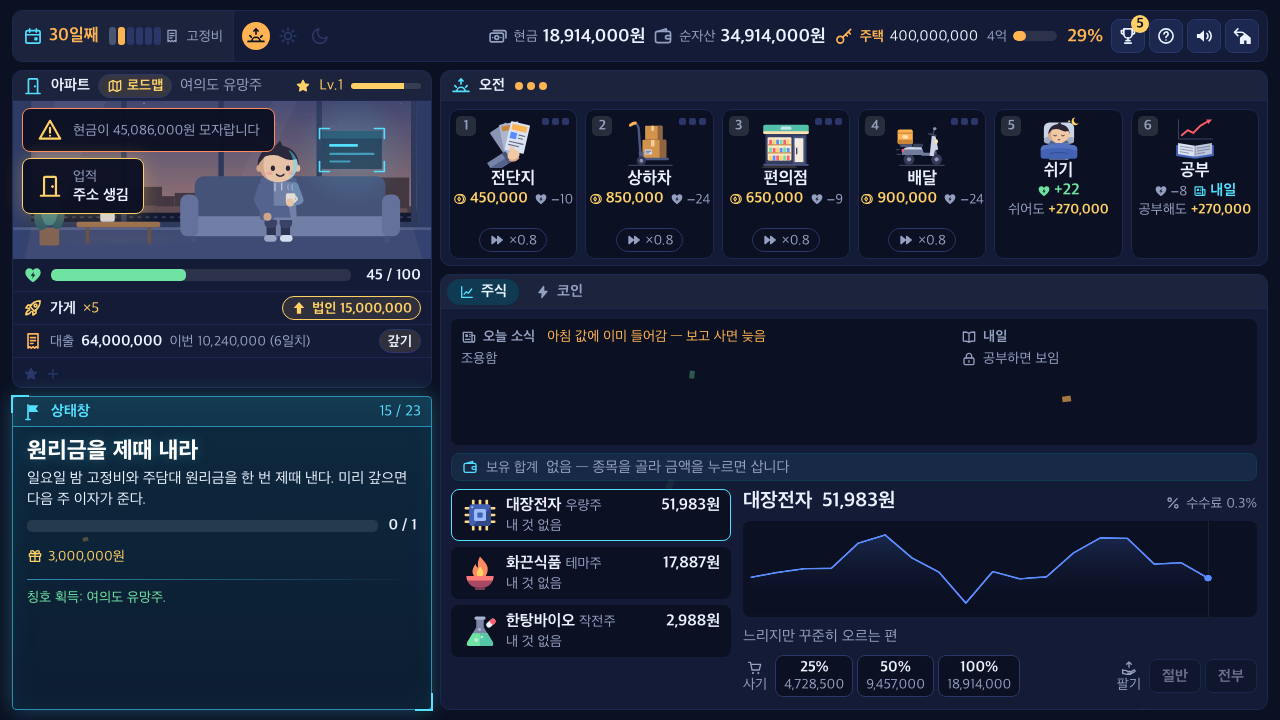 30일째 고정비
현금 18,914,000원 순자산 34,914,000원 주택 400,000,000 4억 29% 5
아파트 로드맵 여의도 유망주 Lv.1
현금이 45,086,000원 모자랍니다
업적
주소 생김
45 / 100
가게 ×5 법인 15,000,000
대출 64,000,000 이번 10,240,000 (6일치) 갚기
상태창 15 / 23
원리금을 제때 내라
일요일 밤 고정비와 주담대 원리금을 한 번 제때 낸다. 미리 갚으면
다음 주 이자가 준다.
0 / 1
3,000,000원
칭호 획득: 여의도 유망주.
오전
1 전단지
450,000 −10
×0.8
2 상하차
850,000 −24
×0.8
3 편의점
650,000 −9
×0.8
4 배달
900,000 −24
×0.8
5 쉬기
+22
쉬어도 +270,000
6 공부
−8 내일
공부해도 +270,000
주식 코인
오늘 소식 아침 값에 이미 들어감 — 보고 사면 늦음
조용함
내일
공부하면 보임
보유 합계 없음 — 종목을 골라 금액을 누르면 삽니다
대장전자 우량주 51,983원
내 것 없음
화끈식품 테마주 17,887원
내 것 없음
한탕바이오 작전주 2,988원
내 것 없음
대장전자 51,983원 수수료 0.3%
느리지만 꾸준히 오르는 편
사기
25%
4,728,500
50%
9,457,000
100%
18,914,000
팔기
절반
전부